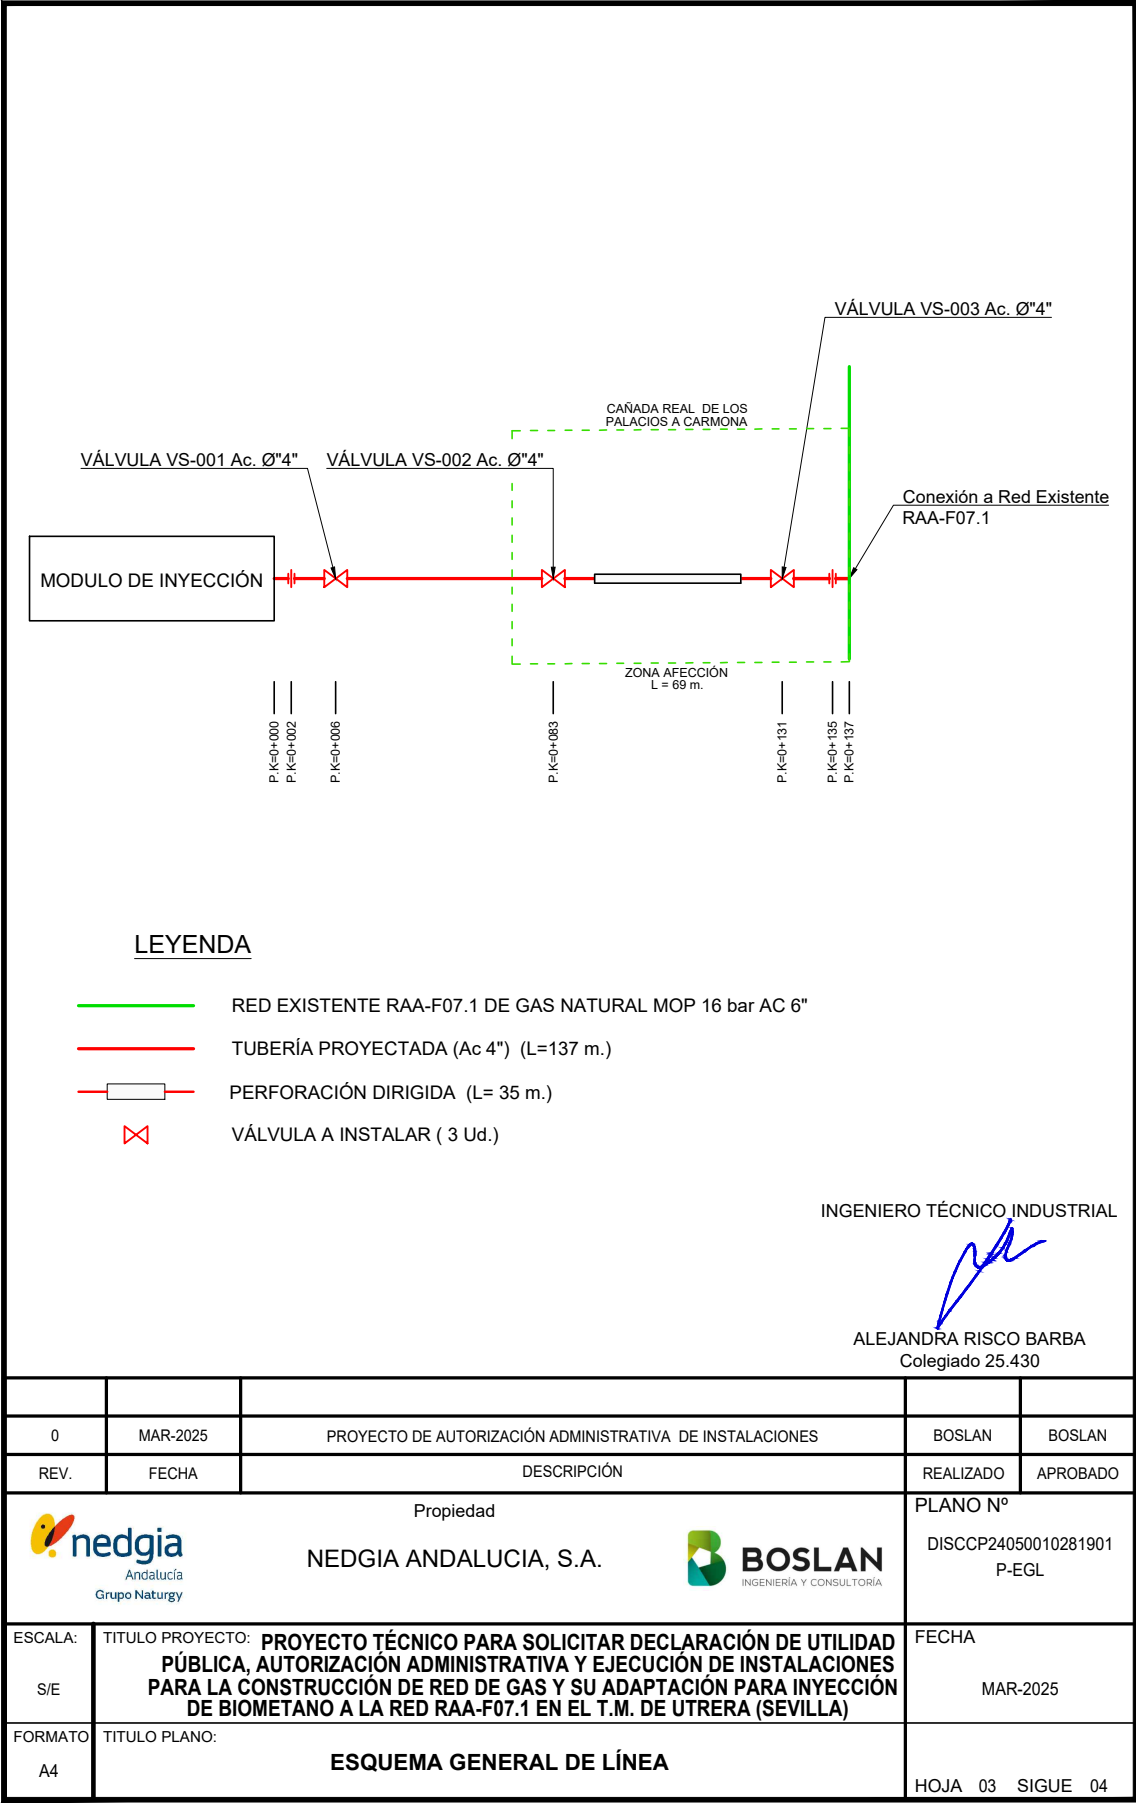 VÁLVULA VS-003 Ac. Ø"4"
CAÑADA REAL DE LOS
PALACIOS A CARMONA
VÁLVULA VS-001 Ac. Ø"4"
VÁLVULA VS-002 Ac. Ø"4"
Conexión a Red Existente
RAA-F07.1
MODULO DE INYECCIÓN
ZONA AFECCIÓN
L = 69 m.
P.K=0+000
P.K=0+002
P.K=0+006
P.K=0+083
P.K=0+131
P.K=0+135
P.K=0+137
LEYENDA
RED EXISTENTE RAA-F07.1 DE GAS NATURAL MOP 16 bar AC 6"
TUBERÍA PROYECTADA (Ac 4") (L=137 m.)
PERFORACIÓN DIRIGIDA (L= 35 m.)
VÁLVULA A INSTALAR ( 3 Ud.)
INGENIERO TÉCNICO INDUSTRIAL
ALEJANDRA RISCO BARBA
Colegiado 25.430
0 MAR-2025 PROYECTO DE AUTORIZACIÓN ADMINISTRATIVA DE INSTALACIONES BOSLAN BOSLAN
REV. FECHA DESCRIPCIÓN REALIZADO APROBADO
nedgia
Andalucía
Grupo Naturgy
Propiedad
NEDGIA ANDALUCIA, S.A.
BOSLAN
INGENIERÍA Y CONSULTORÍA
PLANO Nº
DISCCP24050010281901
P-EGL
ESCALA:
S/E
TITULO PROYECTO: PROYECTO TÉCNICO PARA SOLICITAR DECLARACIÓN DE UTILIDAD
PÚBLICA, AUTORIZACIÓN ADMINISTRATIVA Y EJECUCIÓN DE INSTALACIONES
PARA LA CONSTRUCCIÓN DE RED DE GAS Y SU ADAPTACIÓN PARA INYECCIÓN
DE BIOMETANO A LA RED RAA-F07.1 EN EL T.M. DE UTRERA (SEVILLA)
FECHA
MAR-2025
FORMATO
A4
TITULO PLANO:
ESQUEMA GENERAL DE LÍNEA
HOJA 03 SIGUE 04